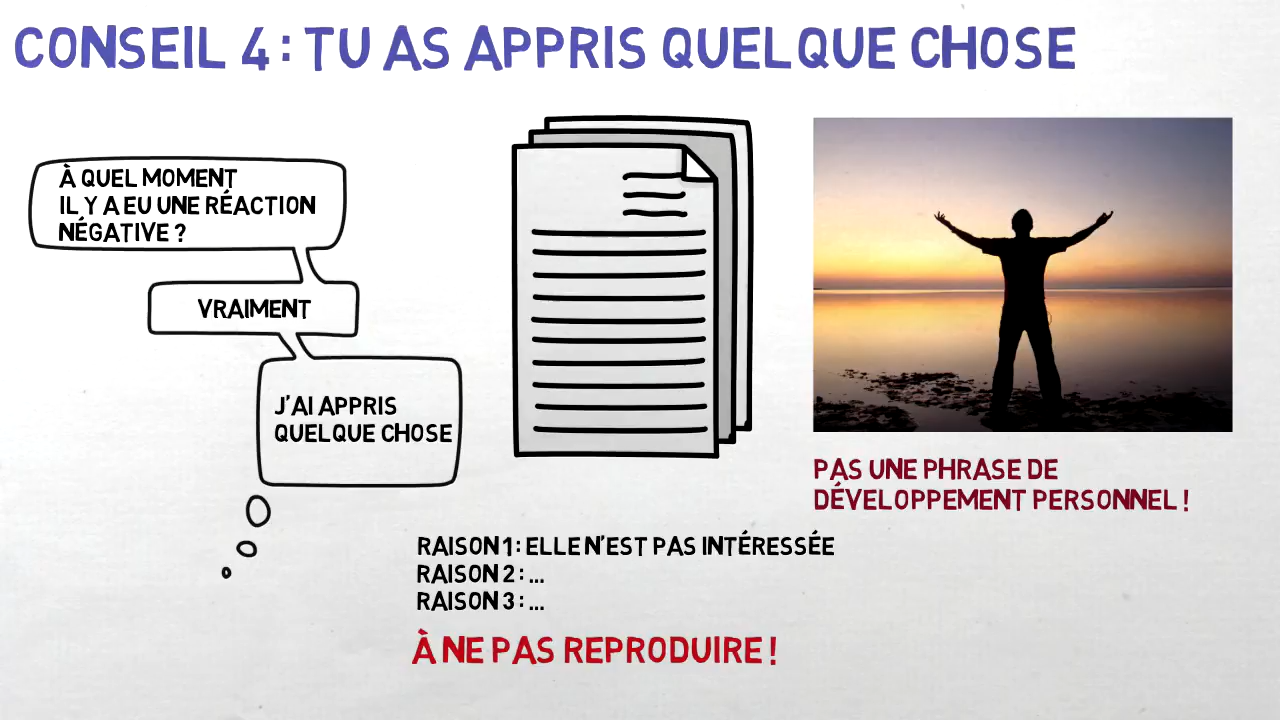 CONSEIL 4 : TU AS APPRIS QUELQUE CHOSE
À QUEL MOMENT
IL Y A EU UNE RÉACTION
NÉGATIVE ?
VRAIMENT
J'AI APPRIS
QUELQUE CHOSE
PAS UNE PHRASE DE
DÉVELOPPEMENT PERSONNEL !
RAISON 1 : ELLE N'EST PAS INTÉRESSÉE
RAISON 2 : ...
RAISON 3 : ...
À NE PAS REPRODUIRE !